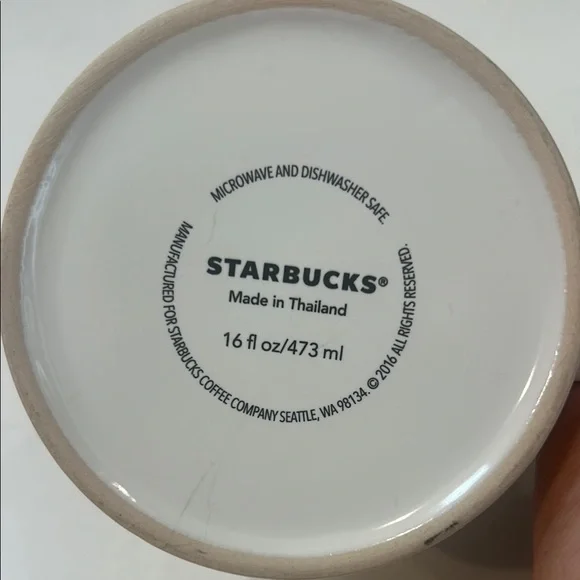 MICROWAVE AND DISHWASHER SAFE.
STARBUCKS®
Made in Thailand
16 fl oz/473 ml
MANUFACTURED FOR STARBUCKS COFFEE COMPANY SEATTLE, WA 98134. © 2016 ALL RIGHTS RESERVED.